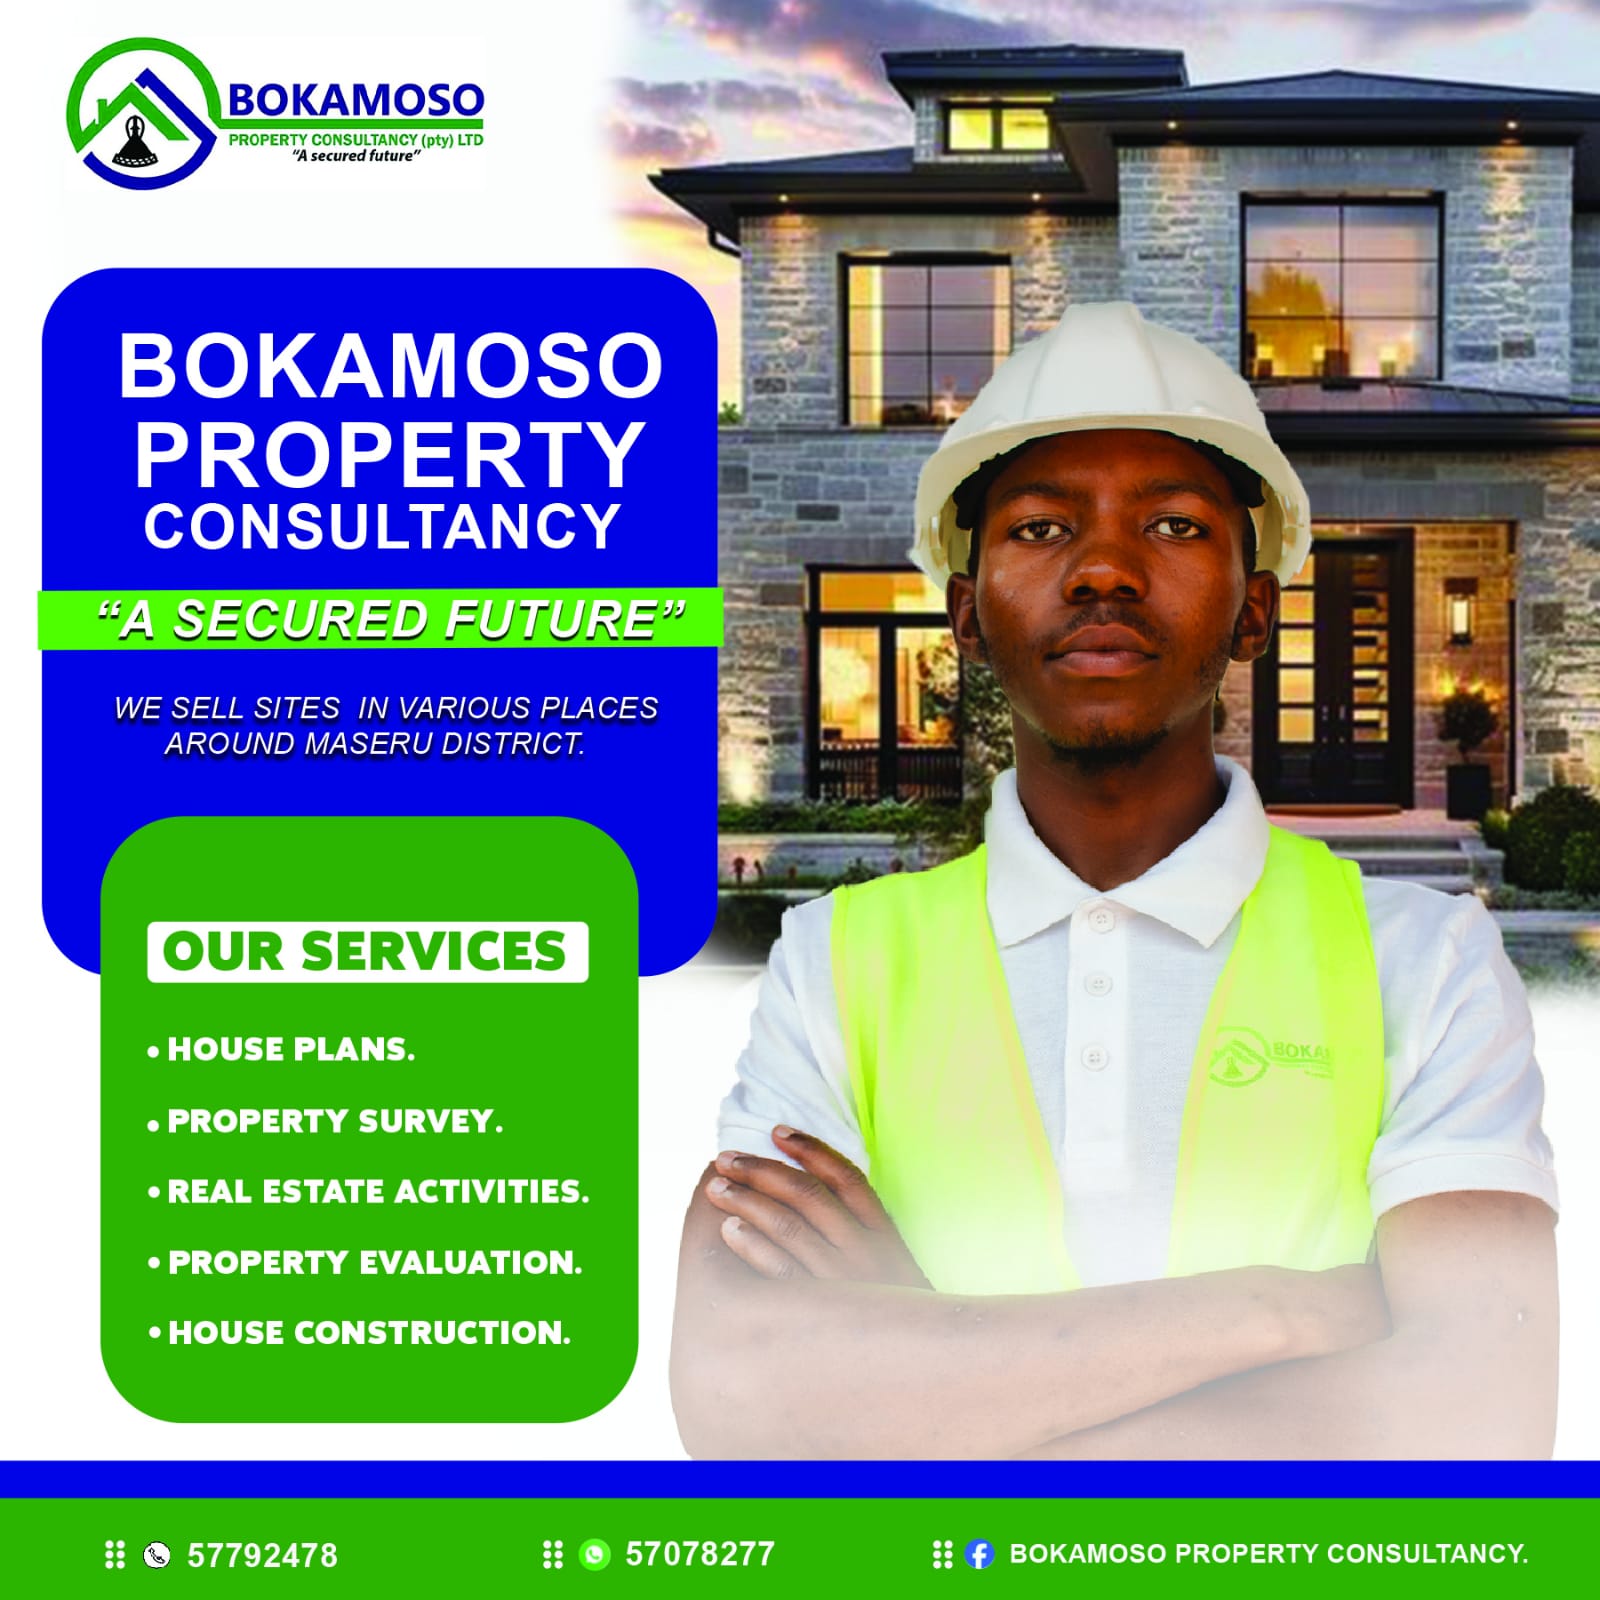 BOKAMOSO
PROPERTY CONSULTANCY (pty) LTD
"A secured future"
BOKAMOSO
PROPERTY
CONSULTANCY
“A SECURED FUTURE”
WE SELL SITES IN VARIOUS PLACES
AROUND MASERU DISTRICT.
OUR SERVICES
• HOUSE PLANS.
• PROPERTY SURVEY.
• REAL ESTATE ACTIVITIES.
• PROPERTY EVALUATION.
• HOUSE CONSTRUCTION.
57792478
57078277
BOKAMOSO PROPERTY CONSULTANCY.